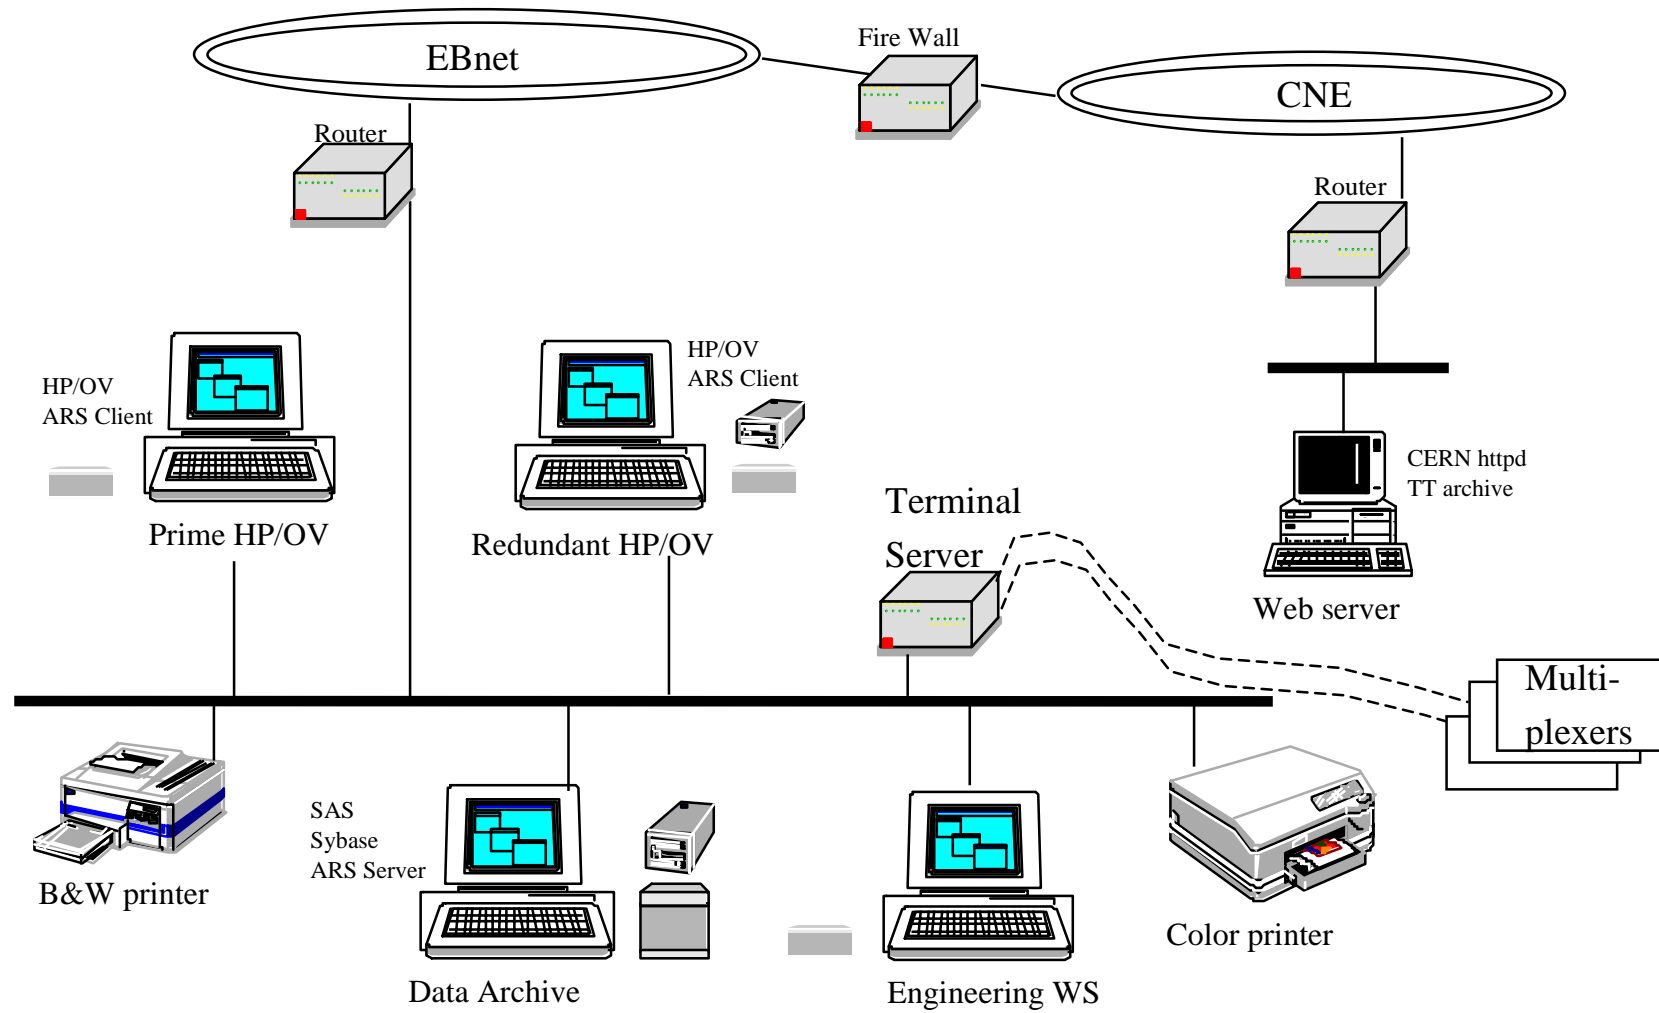 EBnet
Fire Wall
CNE
Router
Router
HP/OV
ARS Client
HP/OV
ARS Client
Prime HP/OV
Redundant HP/OV
Terminal
Server
CERN httpd
TT archive
Web server
Multi-
plexers
B&W printer
SAS
Sybase
ARS Server
Data Archive
Engineering WS
Color printer